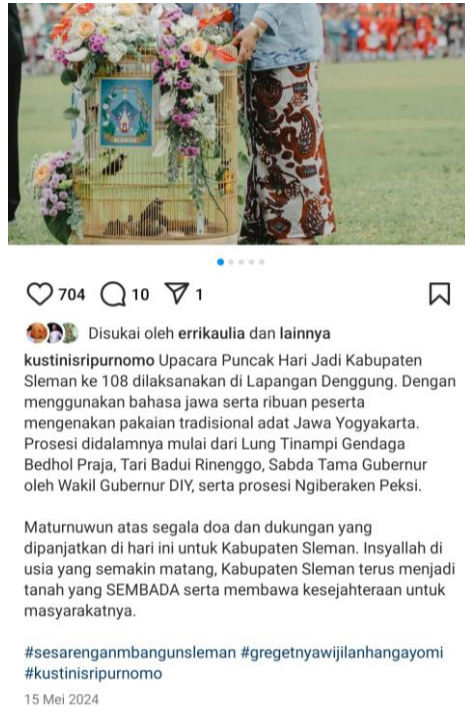 SLEMAN
704 10 1
Disukai oleh errikaulia dan lainnya
kustinisripurnomo Upacara Puncak Hari Jadi Kabupaten
Sleman ke 108 dilaksanakan di Lapangan Denggung. Dengan
menggunakan bahasa jawa serta ribuan peserta
mengenakan pakaian tradisional adat Jawa Yogyakarta.
Prosesi didalamnya mulai dari Lung Tinampi Gendaga
Bedhol Praja, Tari Badui Rinenggo, Sabda Tama Gubernur
oleh Wakil Gubernur DIY, serta prosesi Ngiberaken Peksi.
Maturnuwun atas segala doa dan dukungan yang
dipanjatkan di hari ini untuk Kabupaten Sleman. Insyallah di
usia yang semakin matang, Kabupaten Sleman terus menjadi
tanah yang SEMBADA serta membawa kesejahteraan untuk
masyarakatnya.
#sesarenganmbangunsleman #gregetnyawijilanhangayomi
#kustinisripurnomo
15 Mei 2024